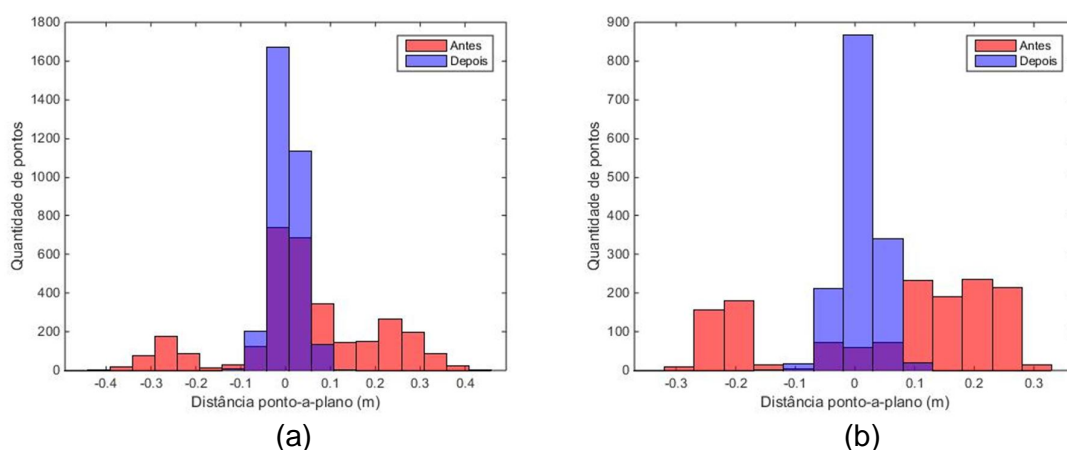 1800
1600
1400
1200
1000
800
600
400
200
0
Quantidade de pontos
-0.4 -0.3 -0.2 -0.1 0 0.1 0.2 0.3 0.4
Distância ponto-a-plano (m)
Antes
Depois
(a)
900
800
700
600
500
400
300
200
100
0
Quantidade de pontos
-0.3 -0.2 -0.1 0 0.1 0.2 0.3
Distância ponto-a-plano (m)
Antes
Depois
(b)